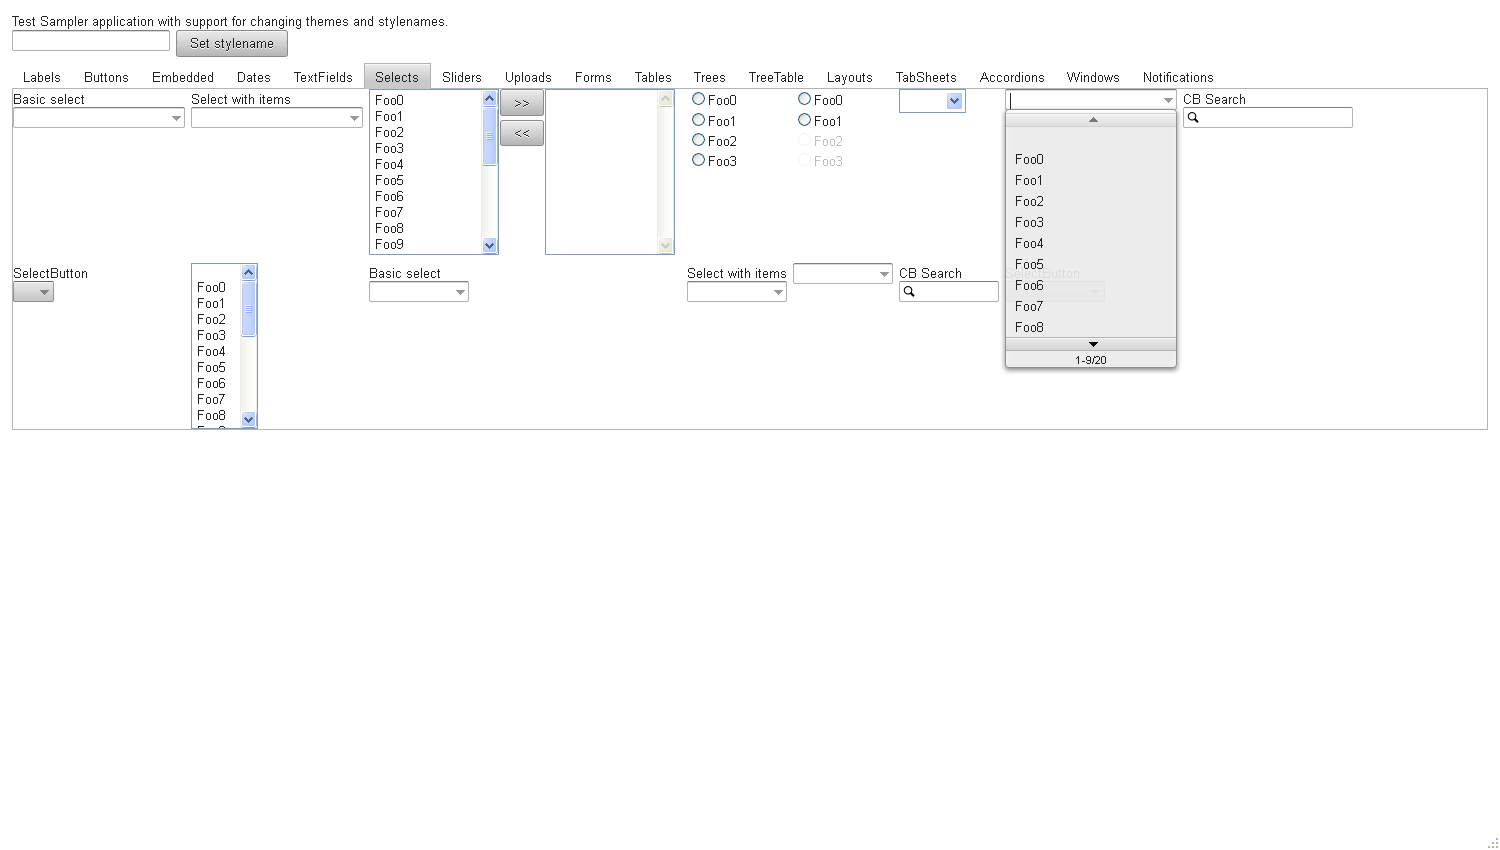 Test Sampler application with support for changing themes and stylenames.
Set stylename
Labels Buttons Embedded Dates TextFields Selects Sliders Uploads Forms Tables Trees TreeTable Layouts TabSheets Accordions Windows Notifications
Basic select
Select with items
Foo0
Foo1
Foo2
Foo3
Foo4
Foo5
Foo6
Foo7
Foo8
Foo9
>>
<<
Foo0
Foo1
Foo2
Foo3
Foo0
Foo1
Foo2
Foo3
Foo0
Foo1
Foo2
Foo3
Foo4
Foo5
Foo6
Foo7
Foo8
1-9/20
CB Search
SelectButton
Foo0
Foo1
Foo2
Foo3
Foo4
Foo5
Foo6
Foo7
Foo8
Basic select
Select with items
CB Search
SelectButton